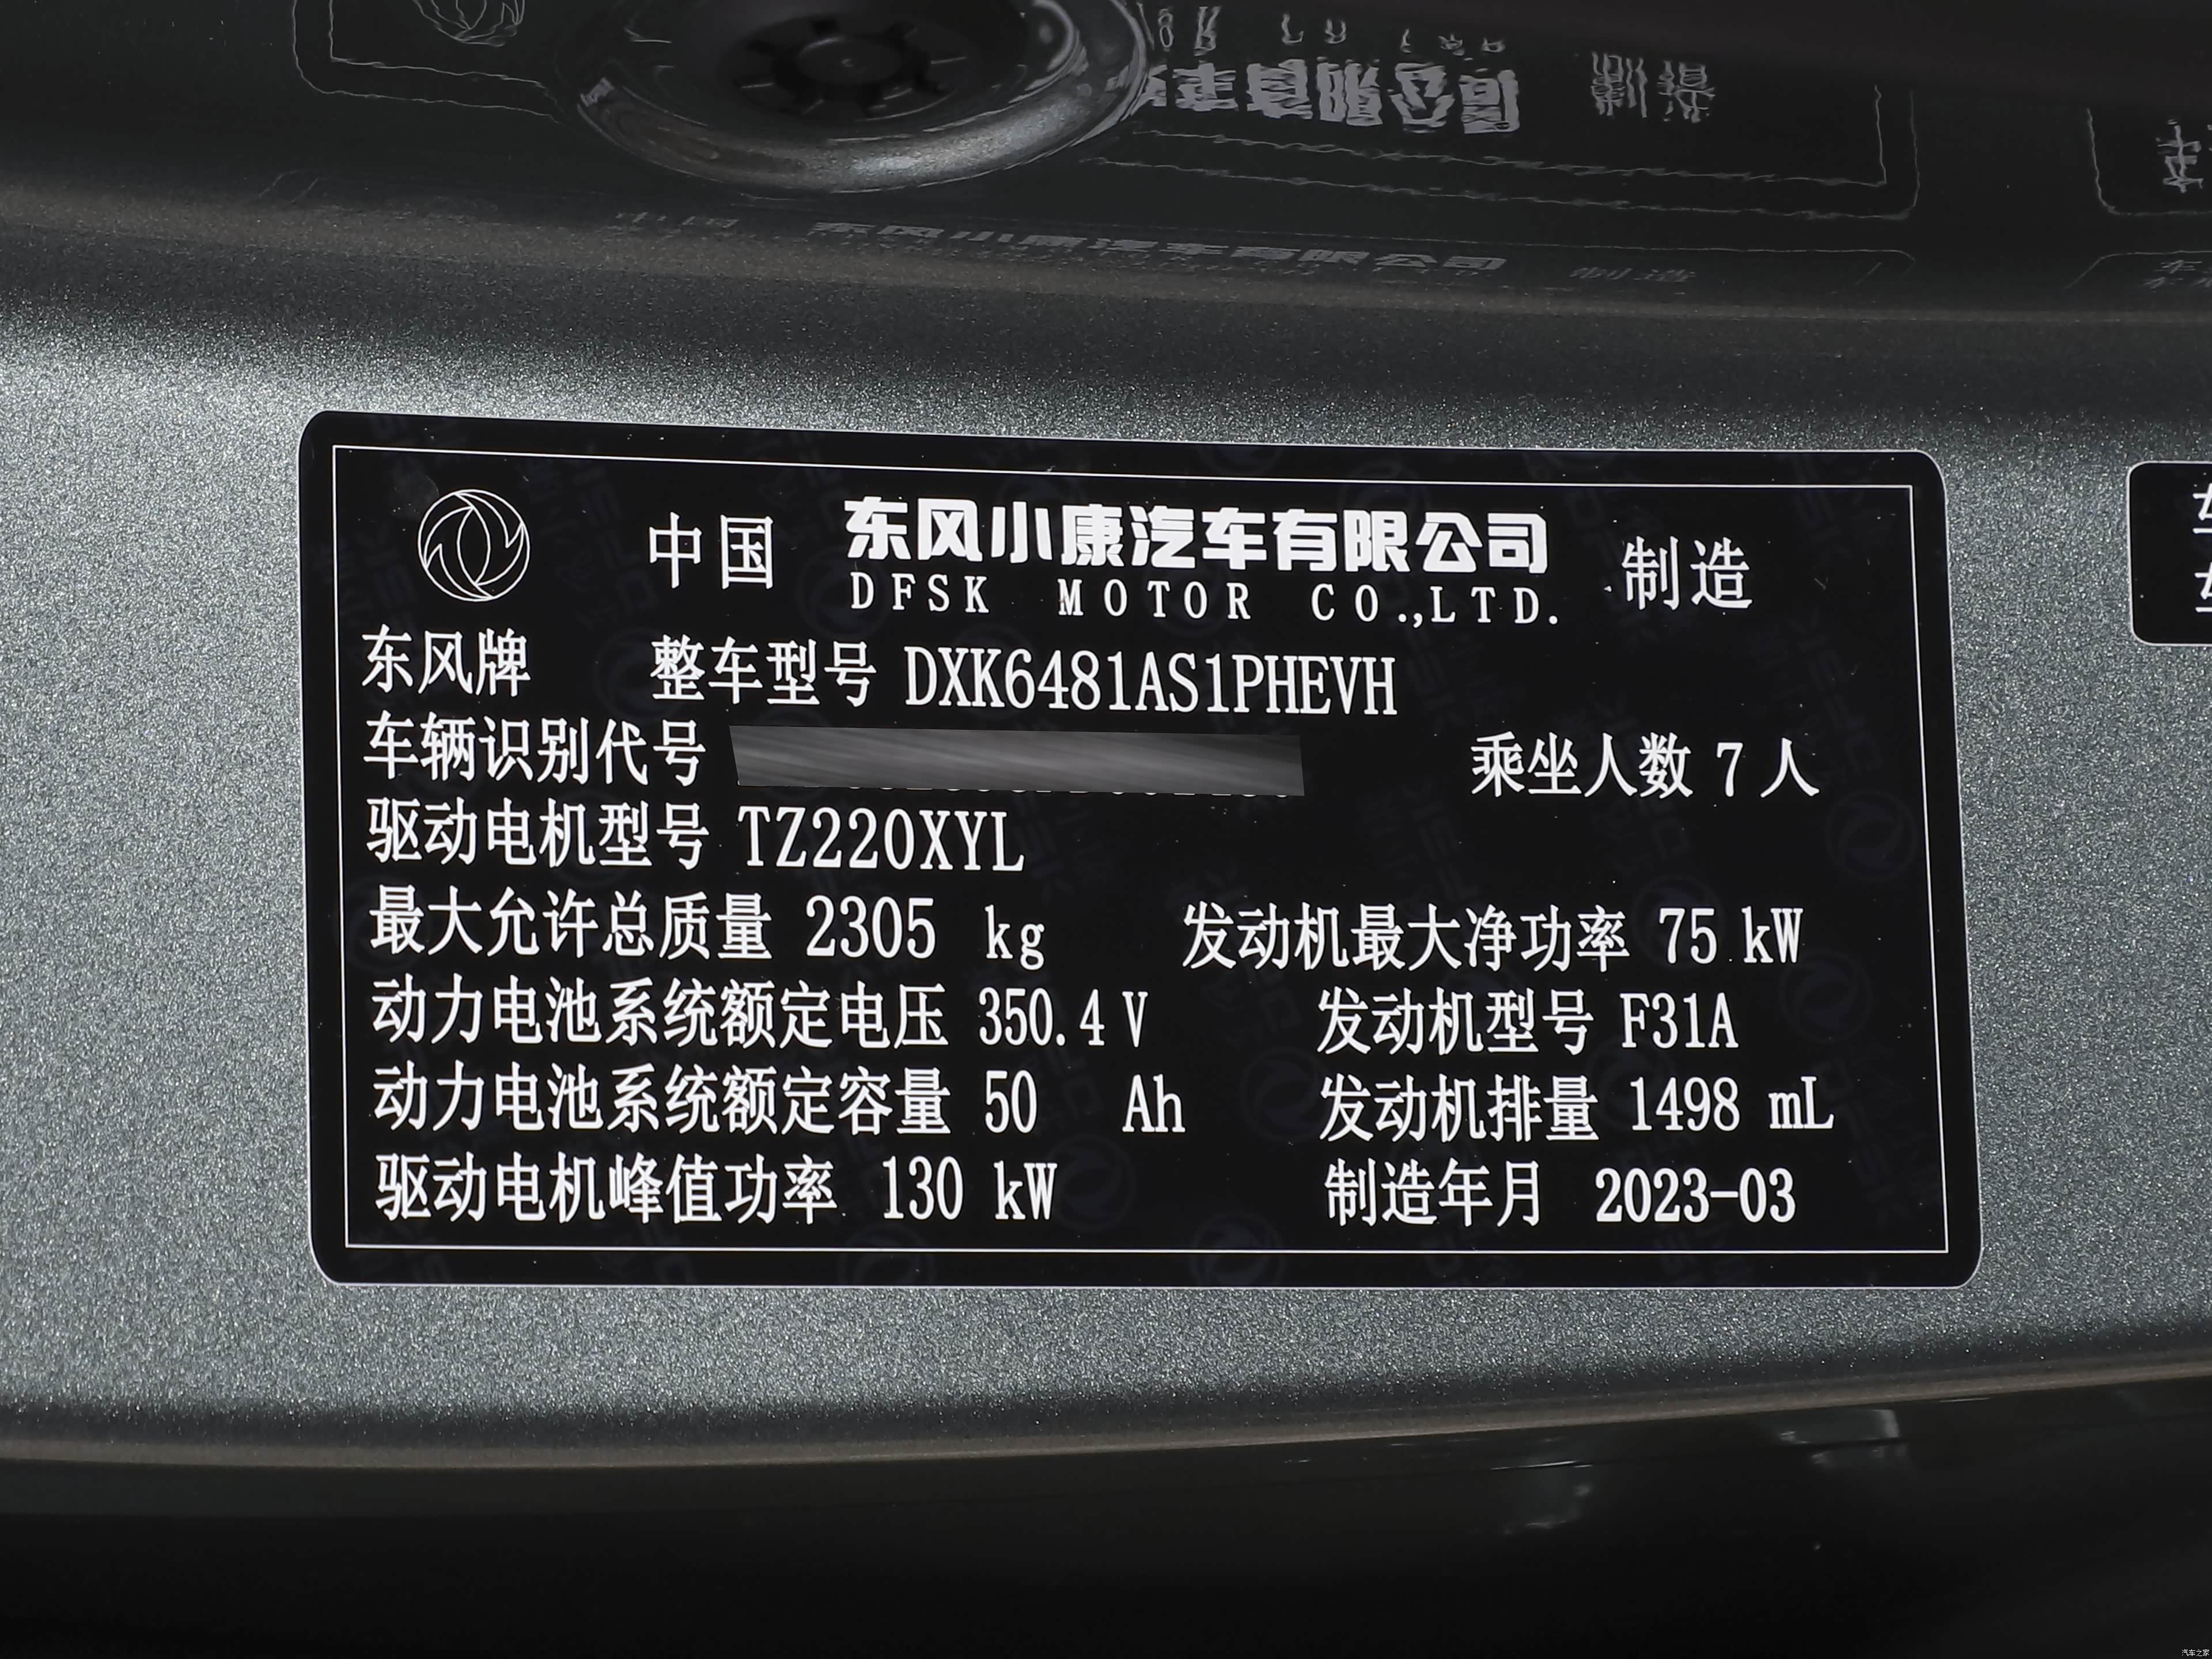 中国 东风小康汽车有限公司 制造
DFSK MOTOR CO.,LTD.
东风牌 整车型号 DXK6481AS1PHEVH
车辆识别代号 乘坐人数 7 人
驱动电机型号 TZ220XYL
最大允许总质量 2305 kg 发动机最大净功率 75 kW
动力电池系统额定电压 350.4 V 发动机型号 F31A
动力电池系统额定容量 50 Ah 发动机排量 1498 mL
驱动电机峰值功率 130 kW 制造年月 2023-03
汽车之家